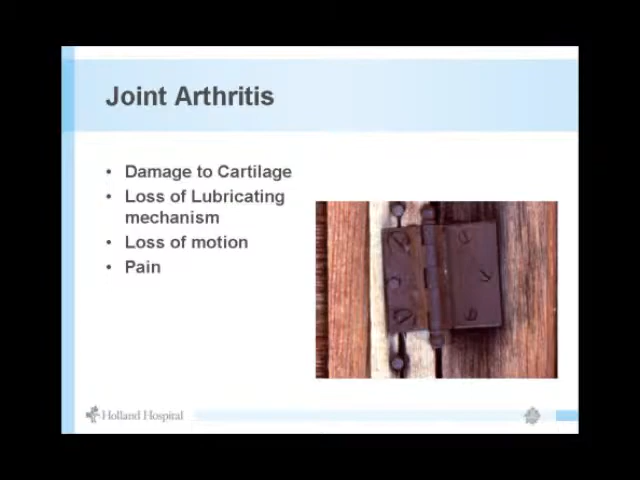 Joint Arthritis
• Damage to Cartilage
• Loss of Lubricating
mechanism
• Loss of motion
• Pain
Holland Hospital